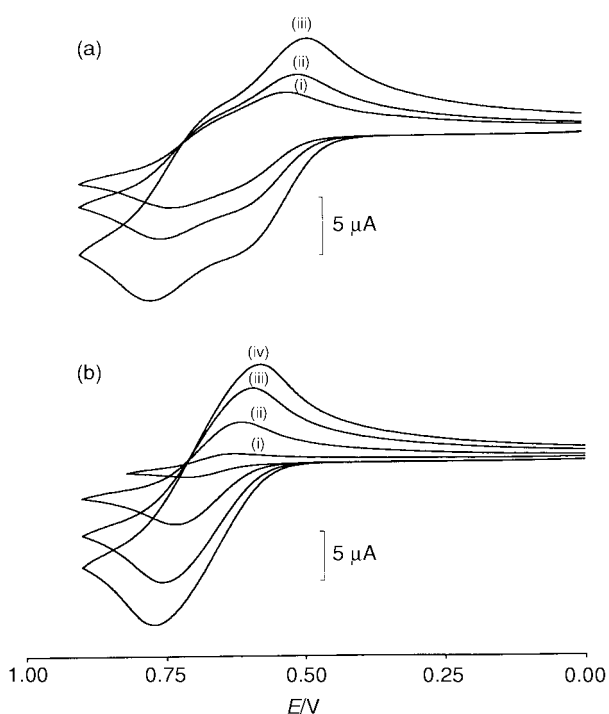 (a)
(iii)
(ii)
(i)
5 μA
(b)
(iv)
(iii)
(ii)
(i)
5 μA
1.00 0.75 0.50 0.25 0.00
E/V